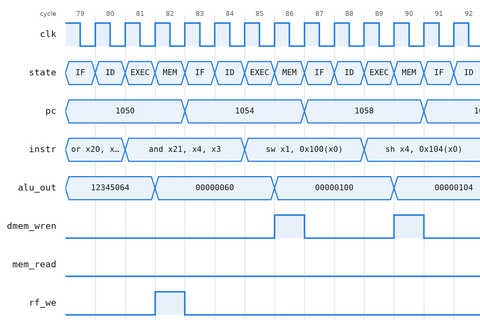 cycle 79 80 81 82 83 84 85 86 87 88 89 90 91 92
clk
state IF ID EXEC MEM IF ID EXEC MEM IF ID EXEC MEM IF ID
pc 1050 1054 1058
instr or x20, x… and x21, x4, x3 sw x1, 0x100(x0) sh x4, 0x104(x0)
alu_out 12345064 00000060 00000100 00000104
dmem_wren
mem_read
rf_we